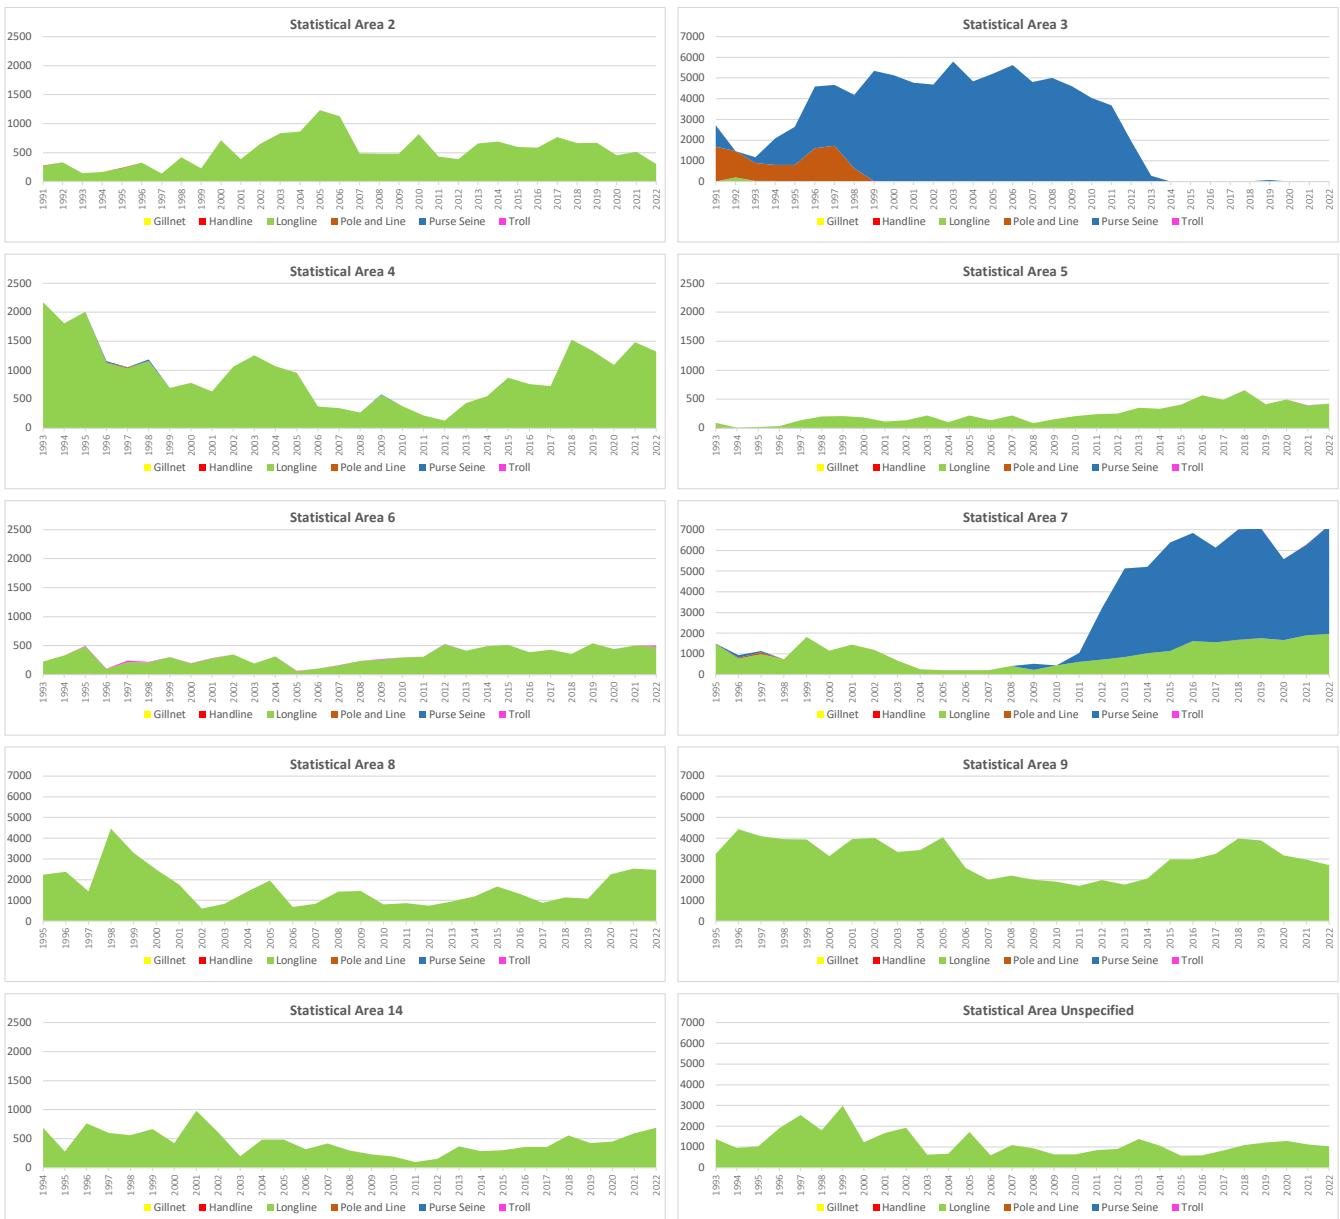 Statistical Area 2
2500
2000
1500
1000
500
0
1991 1992 1993 1994 1995 1996 1997 1998 1999 2000 2001 2002 2003 2004 2005 2006 2007 2008 2009 2010 2011 2012 2013 2014 2015 2016 2017 2018 2019 2020 2021 2022
Gillnet Handline Longline Pole and Line Purse Seine Troll
Statistical Area 3
7000
6000
5000
4000
3000
2000
1000
0
1991 1992 1993 1994 1995 1996 1997 1998 1999 2000 2001 2002 2003 2004 2005 2006 2007 2008 2009 2010 2011 2012 2013 2014 2015 2016 2017 2018 2019 2020 2021 2022
Gillnet Handline Longline Pole and Line Purse Seine Troll
Statistical Area 4
2500
2000
1500
1000
500
0
1993 1994 1995 1996 1997 1998 1999 2000 2001 2002 2003 2004 2005 2006 2007 2008 2009 2010 2011 2012 2013 2014 2015 2016 2017 2018 2019 2020 2021 2022
Gillnet Handline Longline Pole and Line Purse Seine Troll
Statistical Area 5
2500
2000
1500
1000
500
0
1993 1994 1995 1996 1997 1998 1999 2000 2001 2002 2003 2004 2005 2006 2007 2008 2009 2010 2011 2012 2013 2014 2015 2016 2017 2018 2019 2020 2021 2022
Gillnet Handline Longline Pole and Line Purse Seine Troll
Statistical Area 6
2500
2000
1500
1000
500
0
1993 1994 1995 1996 1997 1998 1999 2000 2001 2002 2003 2004 2005 2006 2007 2008 2009 2010 2011 2012 2013 2014 2015 2016 2017 2018 2019 2020 2021 2022
Gillnet Handline Longline Pole and Line Purse Seine Troll
Statistical Area 7
7000
6000
5000
4000
3000
2000
1000
0
1995 1996 1997 1998 1999 2000 2001 2002 2003 2004 2005 2006 2007 2008 2009 2010 2011 2012 2013 2014 2015 2016 2017 2018 2019 2020 2021 2022
Gillnet Handline Longline Pole and Line Purse Seine Troll
Statistical Area 8
7000
6000
5000
4000
3000
2000
1000
0
1995 1996 1997 1998 1999 2000 2001 2002 2003 2004 2005 2006 2007 2008 2009 2010 2011 2012 2013 2014 2015 2016 2017 2018 2019 2020 2021 2022
Gillnet Handline Longline Pole and Line Purse Seine Troll
Statistical Area 9
7000
6000
5000
4000
3000
2000
1000
0
1995 1996 1997 1998 1999 2000 2001 2002 2003 2004 2005 2006 2007 2008 2009 2010 2011 2012 2013 2014 2015 2016 2017 2018 2019 2020 2021 2022
Gillnet Handline Longline Pole and Line Purse Seine Troll
Statistical Area 14
2500
2000
1500
1000
500
0
1994 1995 1996 1997 1998 1999 2000 2001 2002 2003 2004 2005 2006 2007 2008 2009 2010 2011 2012 2013 2014 2015 2016 2017 2018 2019 2020 2021 2022
Gillnet Handline Longline Pole and Line Purse Seine Troll
Statistical Area Unspecified
7000
6000
5000
4000
3000
2000
1000
0
1993 1994 1995 1996 1997 1998 1999 2000 2001 2002 2003 2004 2005 2006 2007 2008 2009 2010 2011 2012 2013 2014 2015 2016 2017 2018 2019 2020 2021 2022
Gillnet Handline Longline Pole and Line Purse Seine Troll